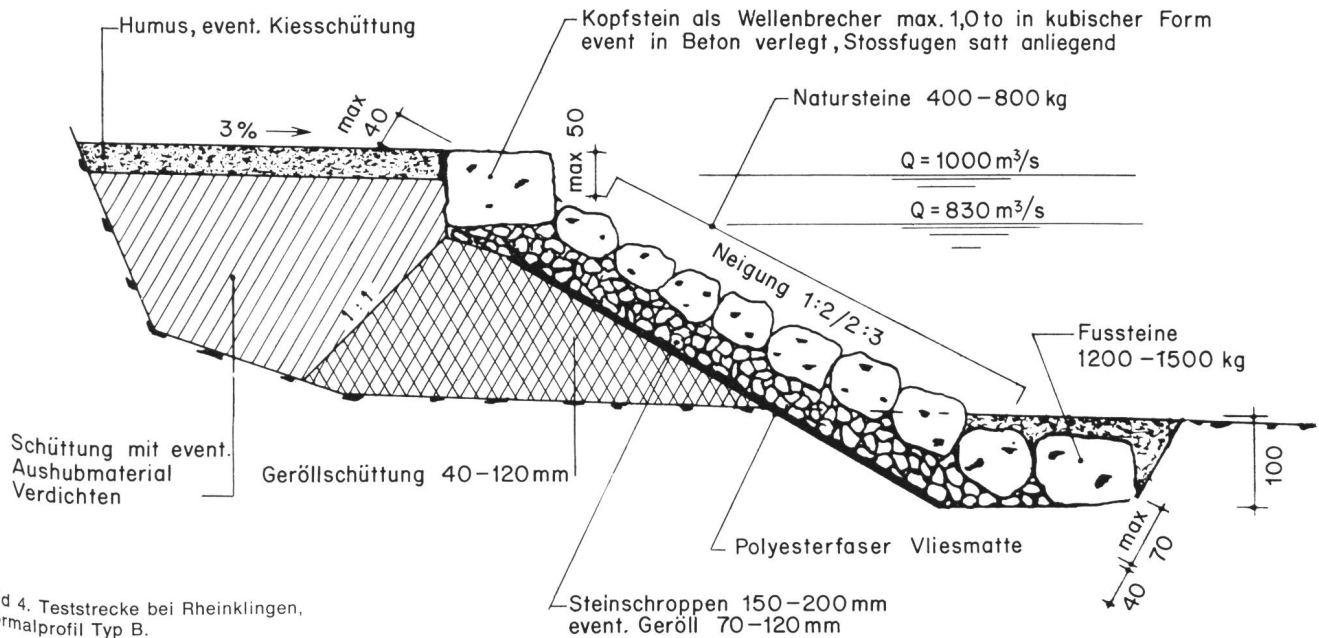 Humus, event. Kiesschüttung
Kopfstein als Wellenbrecher max. 1,0 to in kubischer Form
event in Beton verlegt, Stossfugen satt anliegend
Natursteine 400-800 kg
3%
max
40
max 50
Q = 1000 m³/s
Q = 830 m³/s
Neigung 1:2/2:3
1:1
Fussteine
1200-1500 kg
Schüttung mit event.
Aushubmaterial
Verdichten
Geröllschüttung 40-120 mm
100
max
70
40
Polyesterfaser Vliesmatte
Steinschroppen 150-200 mm
event. Geröll 70-120 mm
d 4. Teststrecke bei Rheinklingen,
rmalprofil Typ B.